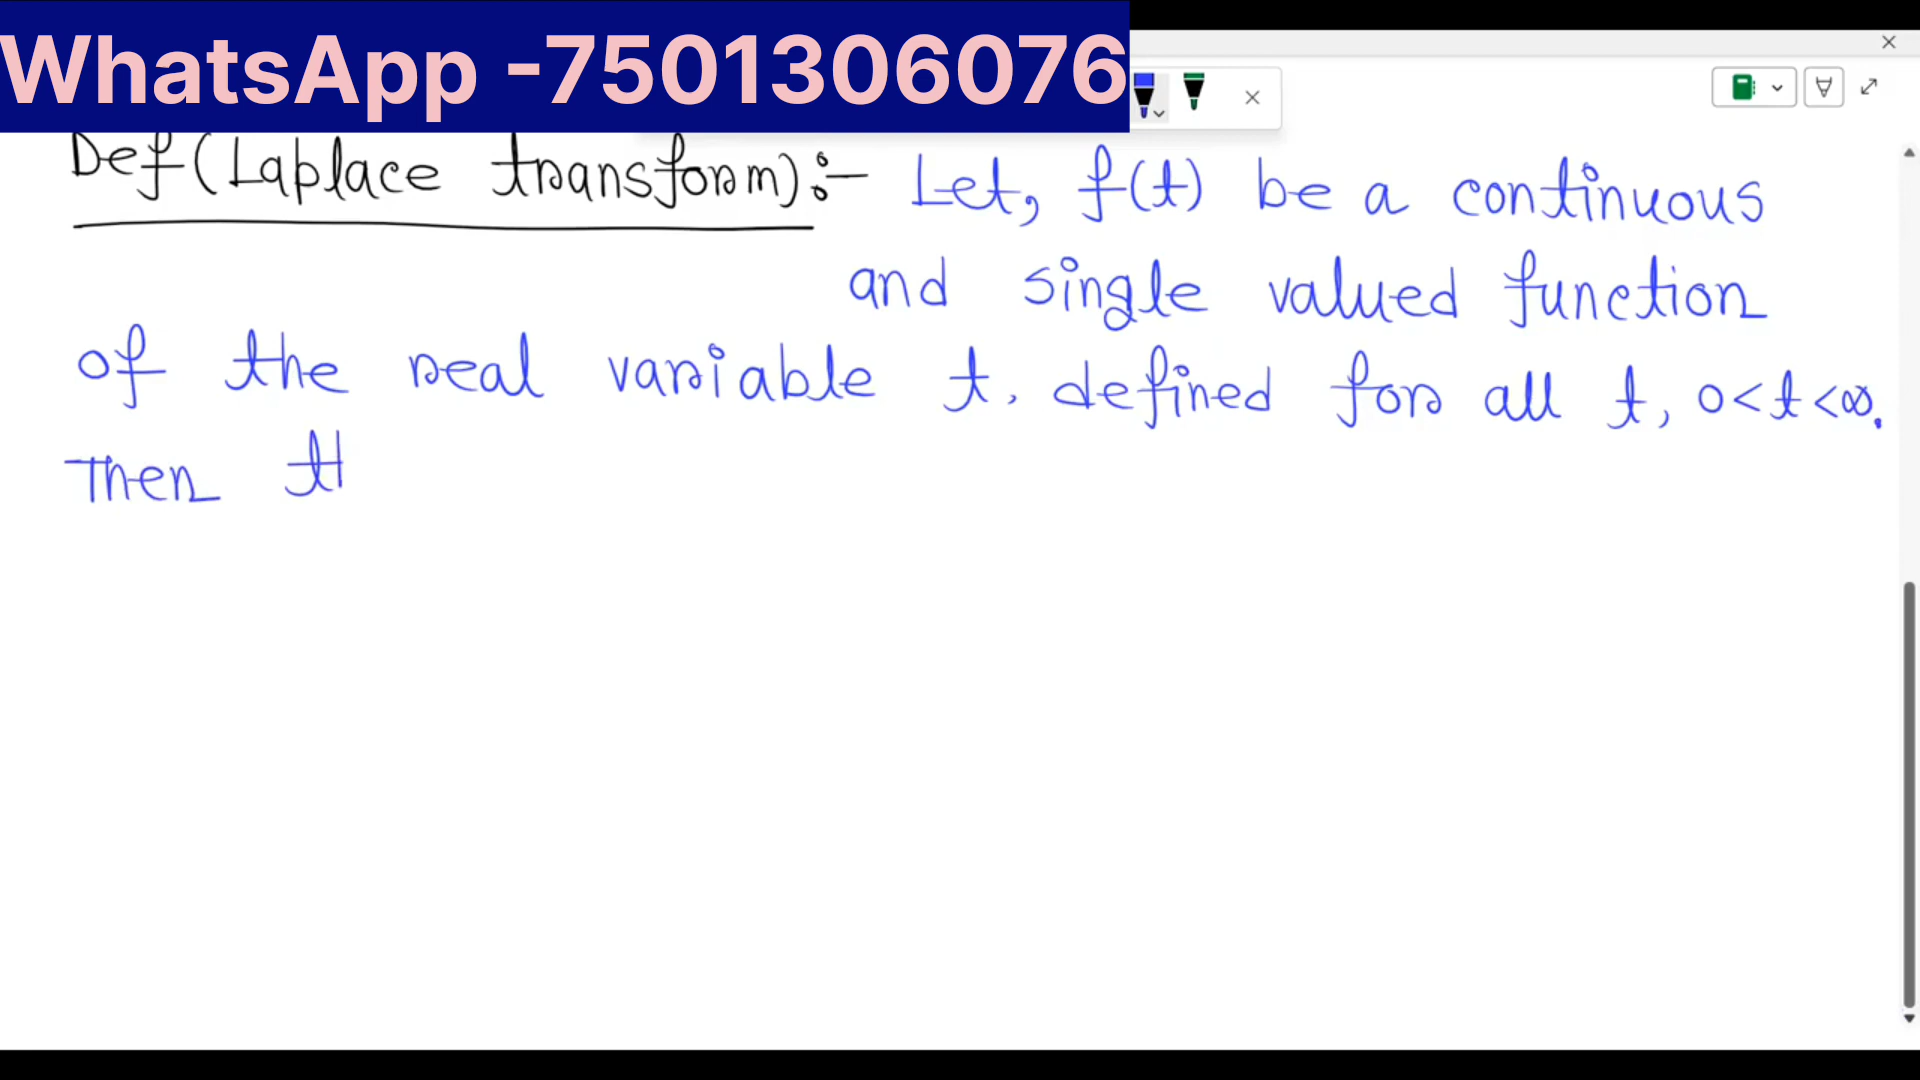 WhatsApp -7501306076
Def(Laplace transform):- Let, f(t) be a continuous
and single valued function
of the real variable t. defined for all t, 0<t<∞.
Then th